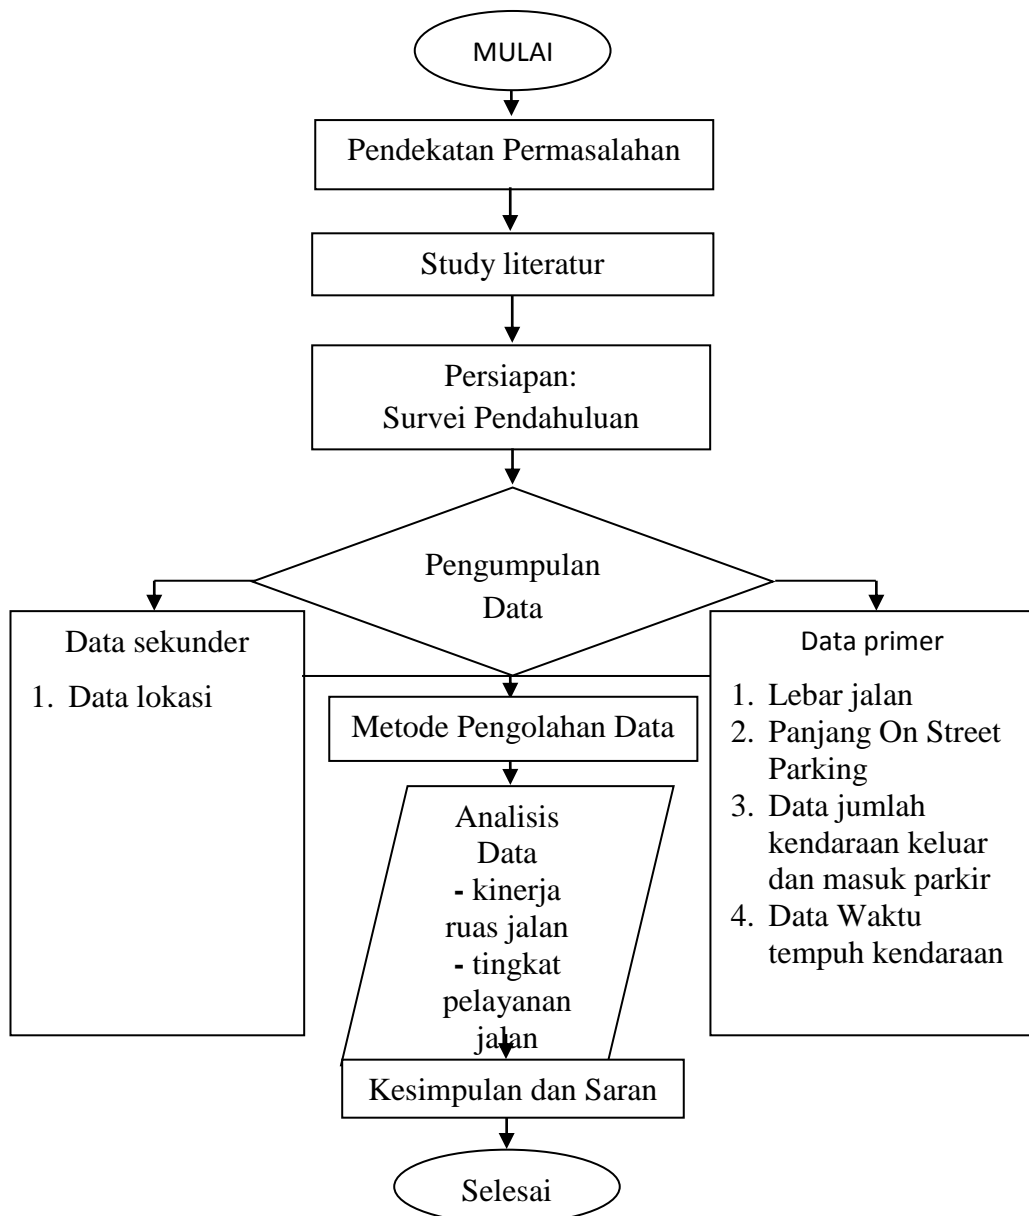 MULAI
Pendekatan Permasalahan
Study literatur
Persiapan:
Survei Pendahuluan
Pengumpulan
Data
Data sekunder
1. Data lokasi
Data primer
1. Lebar jalan
2. Panjang On Street
Parking
3. Data jumlah
kendaraan keluar
dan masuk parkir
4. Data Waktu
tempuh kendaraan
Metode Pengolahan Data
Analisis
Data
- kinerja
ruas jalan
- tingkat
pelayanan
jalan
Kesimpulan dan Saran
Selesai